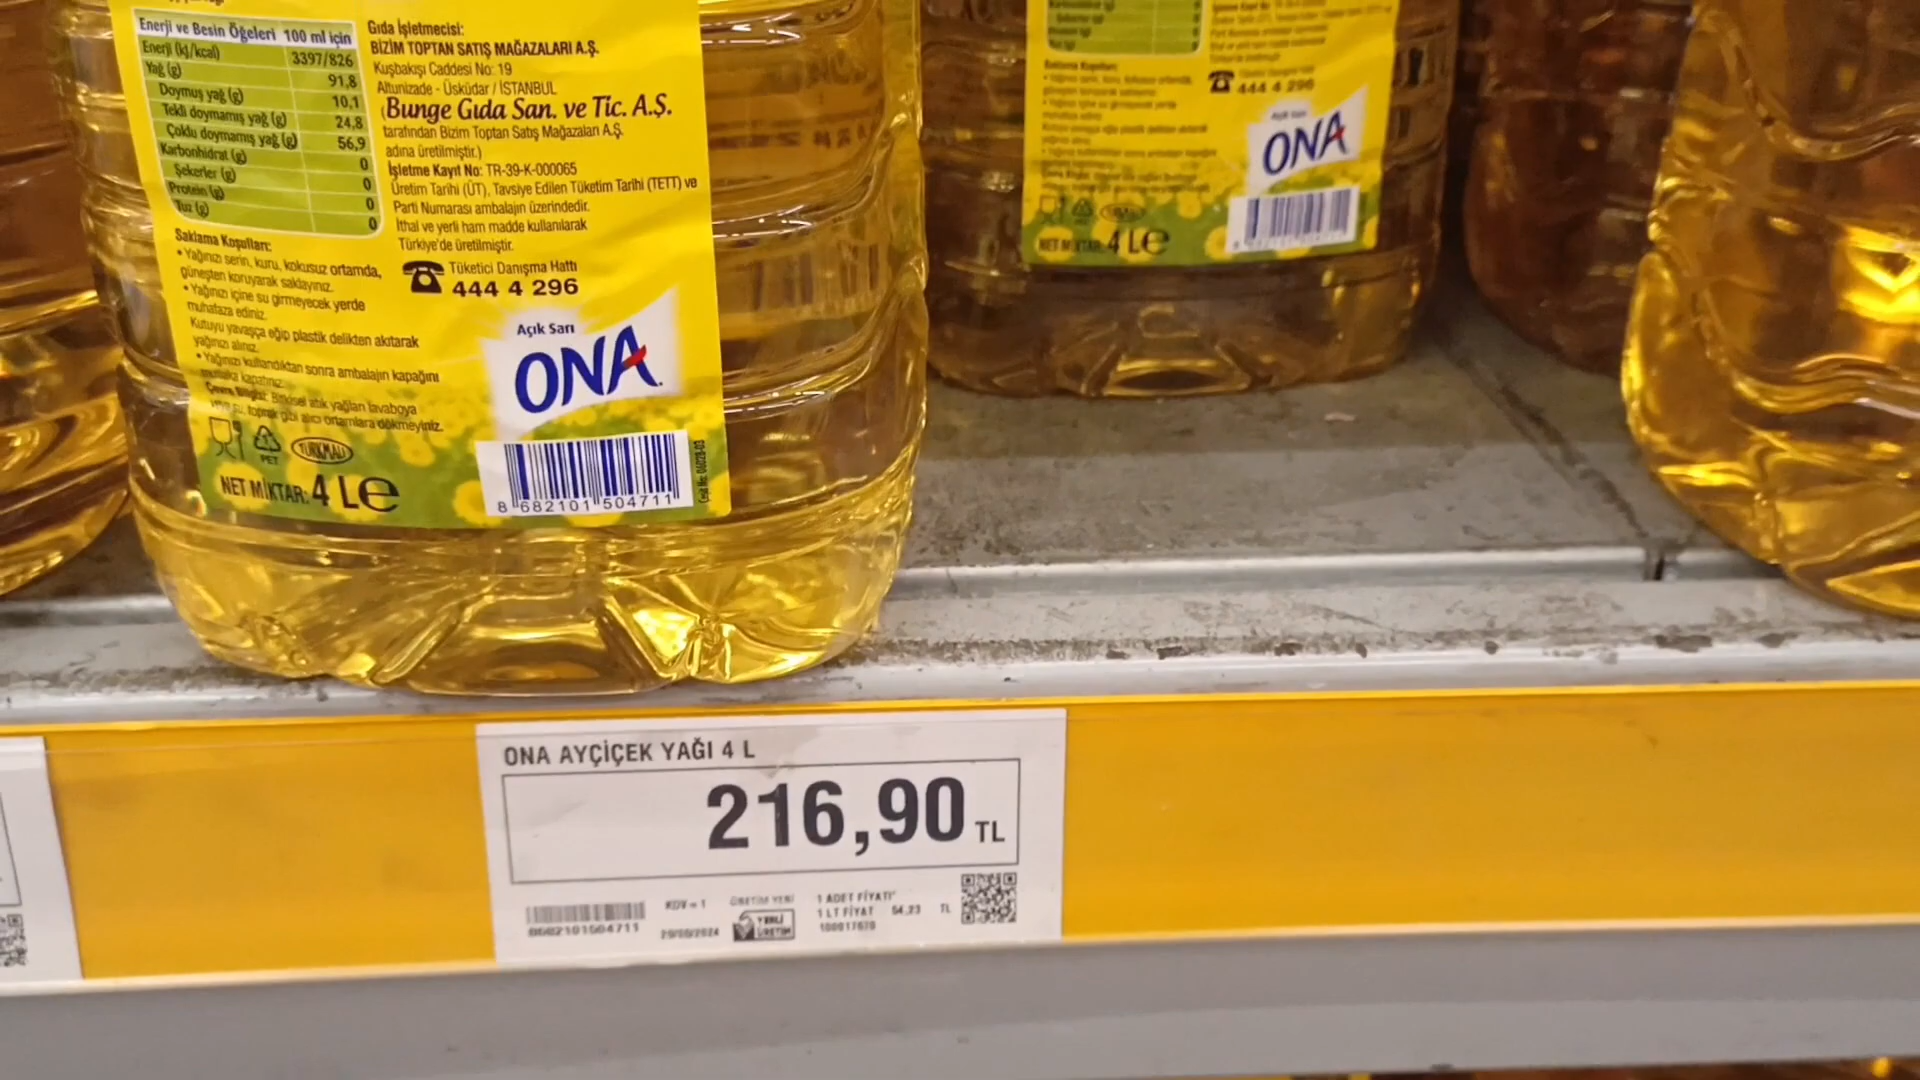 Enerji ve Besin Öğeleri 100 ml için
Enerji (kj/kcal) 3397/826
Yağ (g) 91,8
Doymuş yağ (g) 10,1
Tekli doymamış yağ (g) 24,8
Çoklu doymamış yağ (g) 56,9
Karbonhidrat (g) 0
Şekerler (g) 0
Protein (g) 0
Tuz (g) 0
Saklama Koşulları:
• Yağınızı serin, kuru, kokusuz ortamda,
güneşten koruyarak saklayınız.
• Yağınızı içine su girmeyecek yerde
muhafaza ediniz.
Kutuyu yavaşça eğip plastik delikten akıtarak
yağınızı alınız.
• Yağınızı kullandıktan sonra ambalajın kapağını
mutlaka kapatınız.
Çevre Bilgisi: Bitkisel atık yağları lavaboya
su, toprak gibi alıcı ortamlara dökmeyiniz.
PET
TÜRK MALI
NET MİKTAR: 4 L e
Gıda İşletmecisi:
BİZİM TOPTAN SATIŞ MAĞAZALARI A.Ş.
Kuşbakışı Caddesi No: 19
Altunizade - Üsküdar / İSTANBUL
(Bunge Gıda San. ve Tic. A.Ş.
tarafından Bizim Toptan Satış Mağazaları A.Ş.
adına üretilmiştir.)
İşletme Kayıt No: TR-39-K-000065
Üretim Tarihi (ÜT), Tavsiye Edilen Tüketim Tarihi (TETT) ve
Parti Numarası ambalajın üzerindedir.
İthal ve yerli ham madde kullanılarak
Türkiye'de üretilmiştir.
Tüketici Danışma Hattı
444 4 296
Açık Sarı
ONA
8 682101 504711
444 4 296
ONA
NET MİKTAR: 4 L e
ONA AYÇİÇEK YAĞI 4 L
216,90 TL
8682101504711
KDV = 1
ÜRETİM YERİ
YERLİ
ÜRETİM
1 ADET FİYATI
1 LT FİYAT 54,23 TL